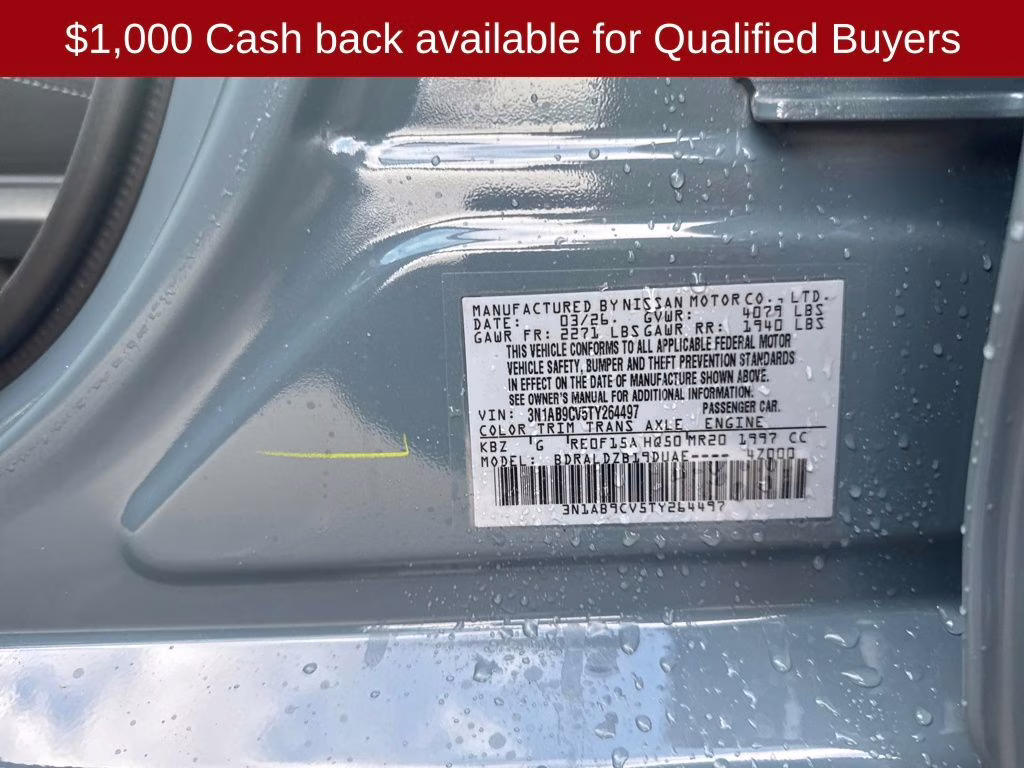 $1,000 Cash back available for Qualified Buyers
MANUFACTURED BY NISSAN MOTOR CO., LTD.
DATE: 03/26. GVWR: 4079 LBS
GAWR FR: 2271 LBS GAWR RR: 1940 LBS
THIS VEHICLE CONFORMS TO ALL APPLICABLE FEDERAL MOTOR
VEHICLE SAFETY, BUMPER AND THEFT PREVENTION STANDARDS
IN EFFECT ON THE DATE OF MANUFACTURE SHOWN ABOVE.
SEE OWNER'S MANUAL FOR ADDITIONAL INFORMATION.
VIN: 3N1AB9CV5TY264497 PASSENGER CAR.
COLOR TRIM TRANS AXLE ENGINE
KBZ G RE0F15A HQ50 MR20 1997 CC
MODEL: BDRALDZB19DUAE---- 4Z000
3N1AB9CV5TY264497